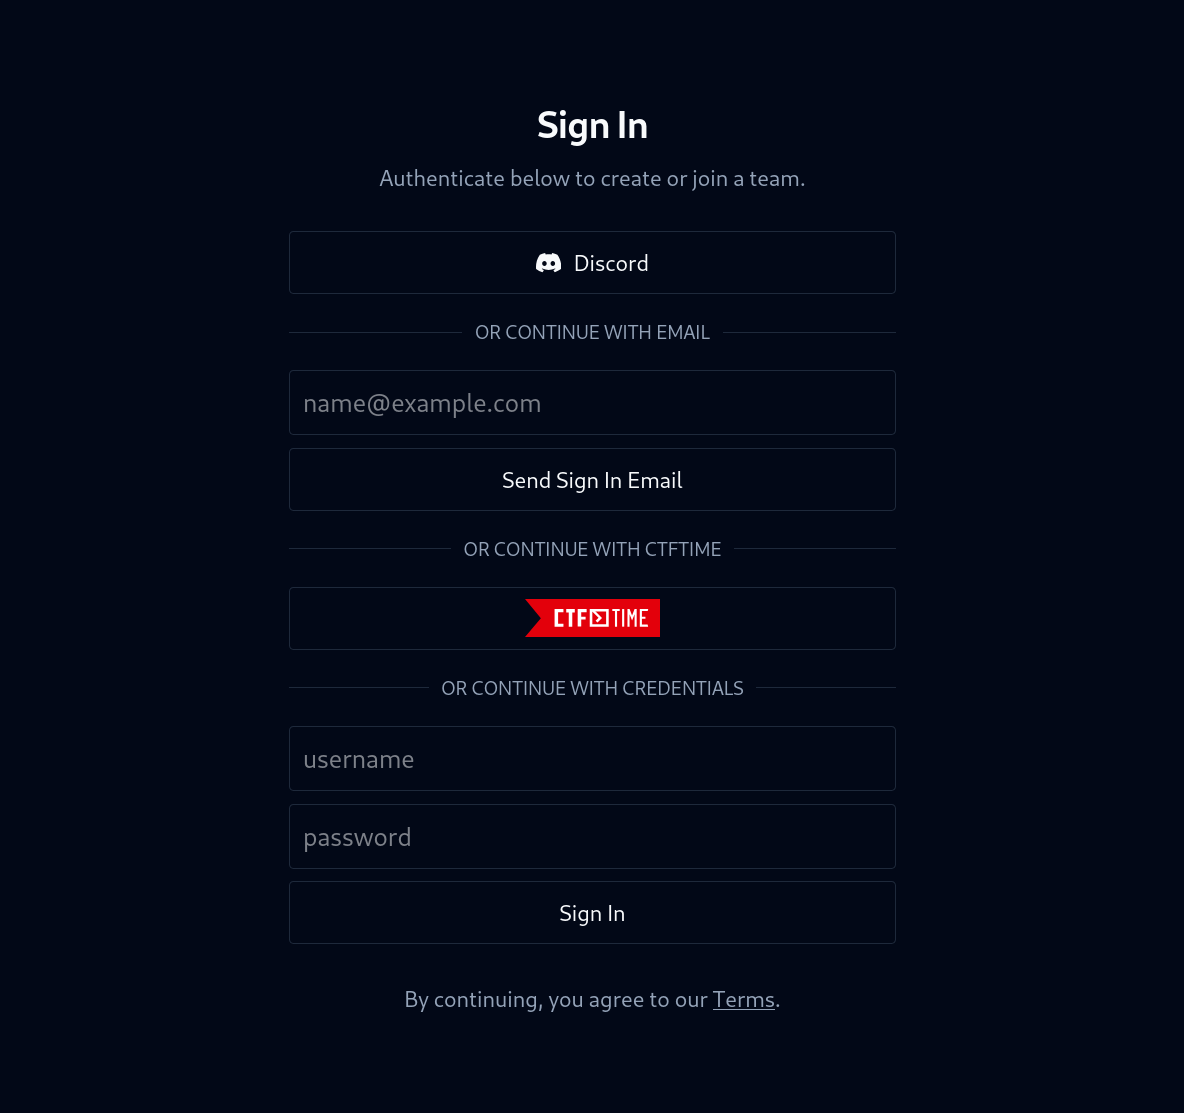 Sign In
Authenticate below to create or join a team.
Discord
OR CONTINUE WITH EMAIL
name@example.com
Send Sign In Email
OR CONTINUE WITH CTFTIME
CTF TIME
OR CONTINUE WITH CREDENTIALS
username
password
Sign In
By continuing, you agree to our Terms.